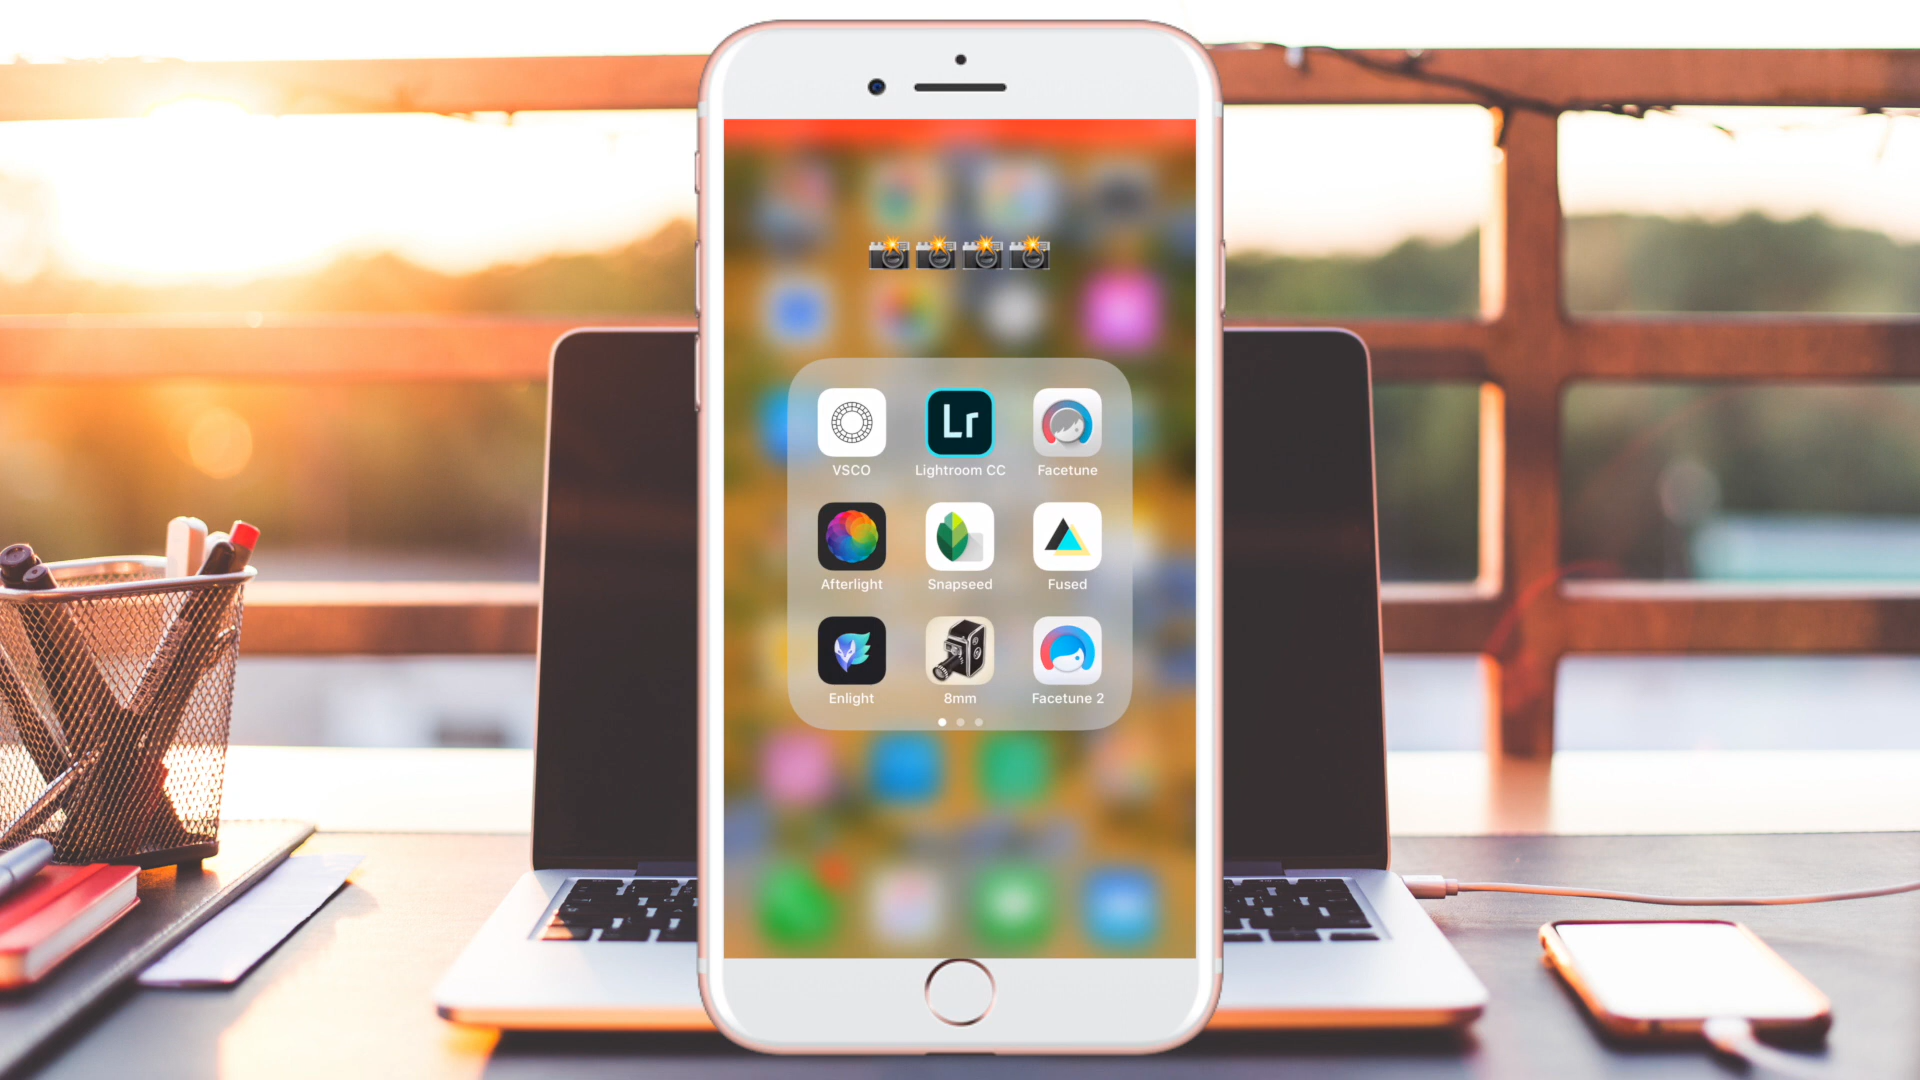 📸📸📸📸
VSCO
Lr
Lightroom CC
Facetune
Afterlight
Snapseed
Fused
Enlight
8mm
Facetune 2